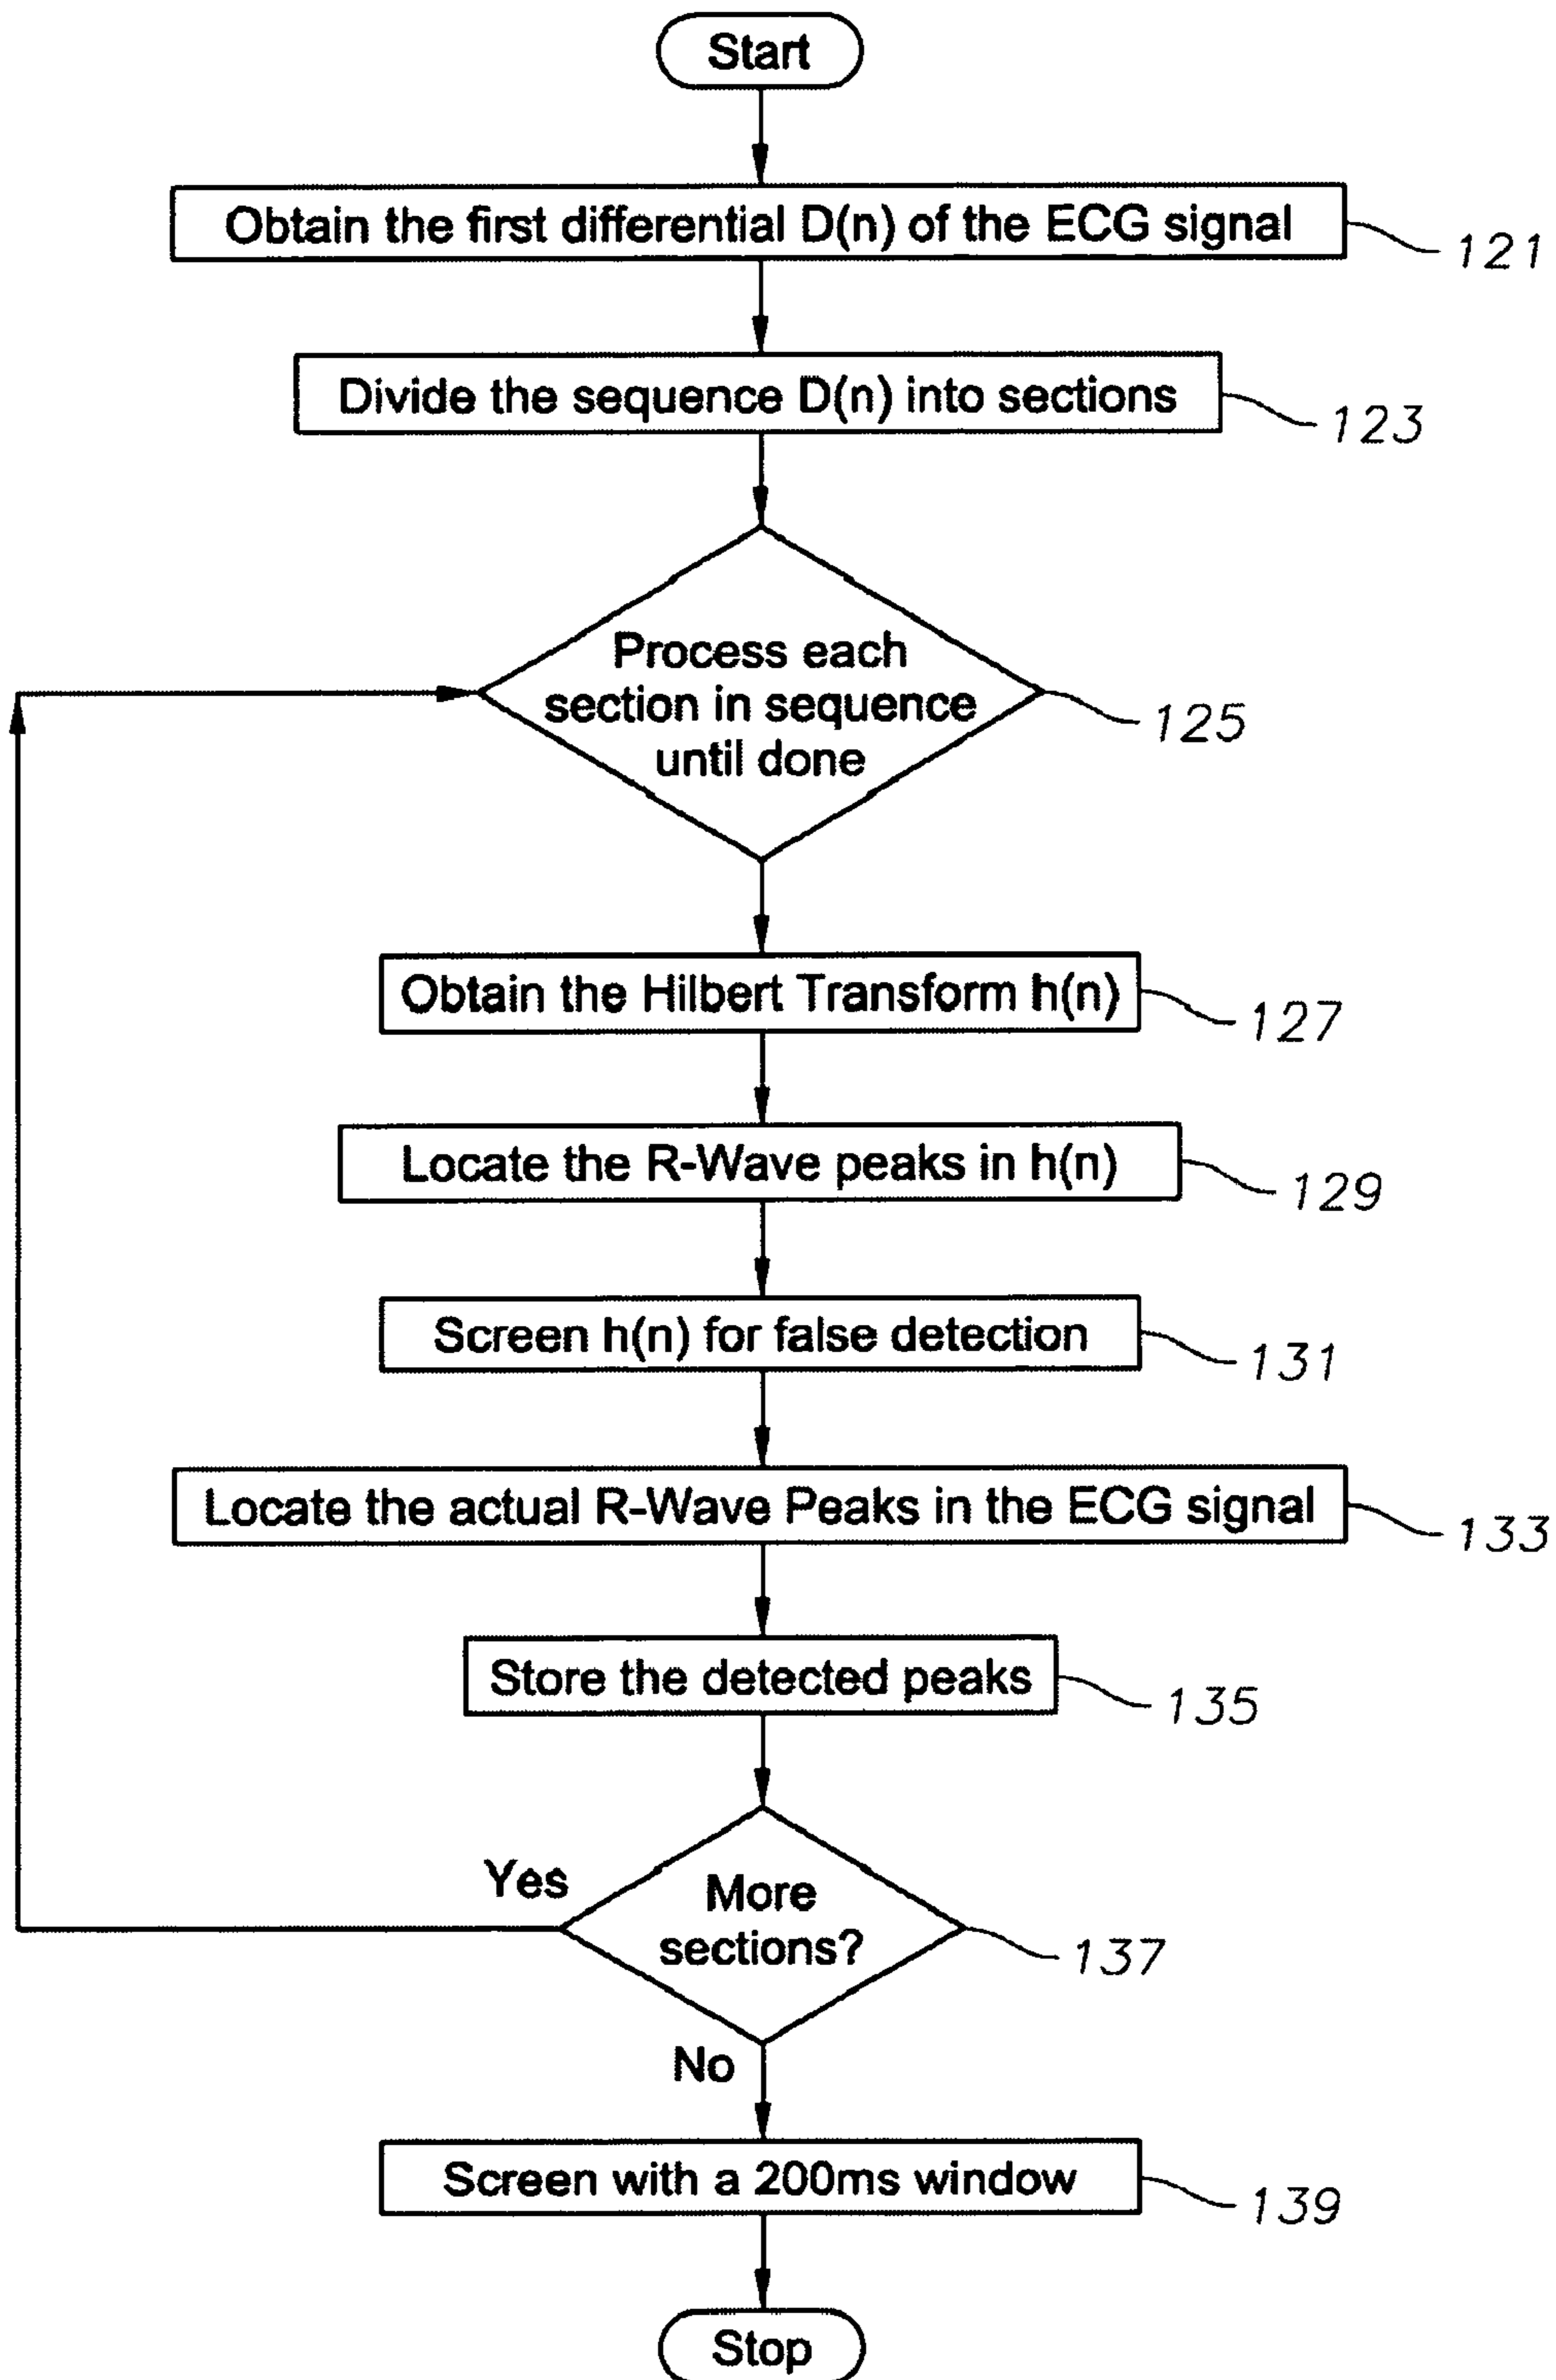 Start
Obtain the first differential D(n) of the ECG signal
121
Divide the sequence D(n) into sections
123
Process each
section in sequence
until done
125
Obtain the Hilbert Transform h(n)
127
Locate the R-Wave peaks in h(n)
129
Screen h(n) for false detection
131
Locate the actual R-Wave Peaks in the ECG signal
133
Store the detected peaks
135
Yes
More
sections?
137
No
Screen with a 200ms window
139
Stop